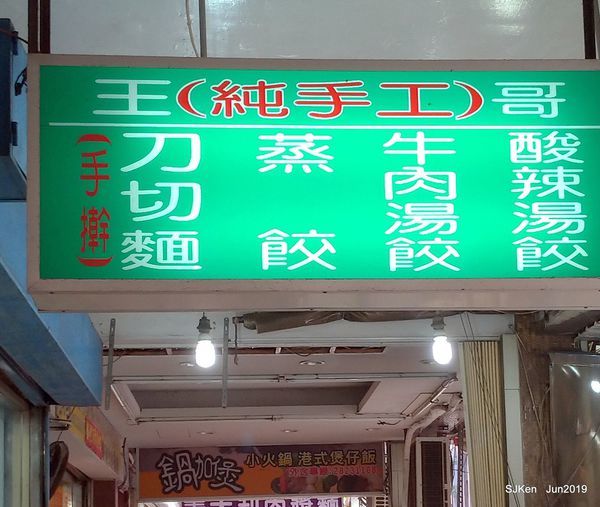 王(純手工)哥
酸辣湯餃
牛肉湯餃
蒸餃
刀切麵
(手擀)
鍋加煲
小火鍋 港式煲仔飯
SJKen Jun2019